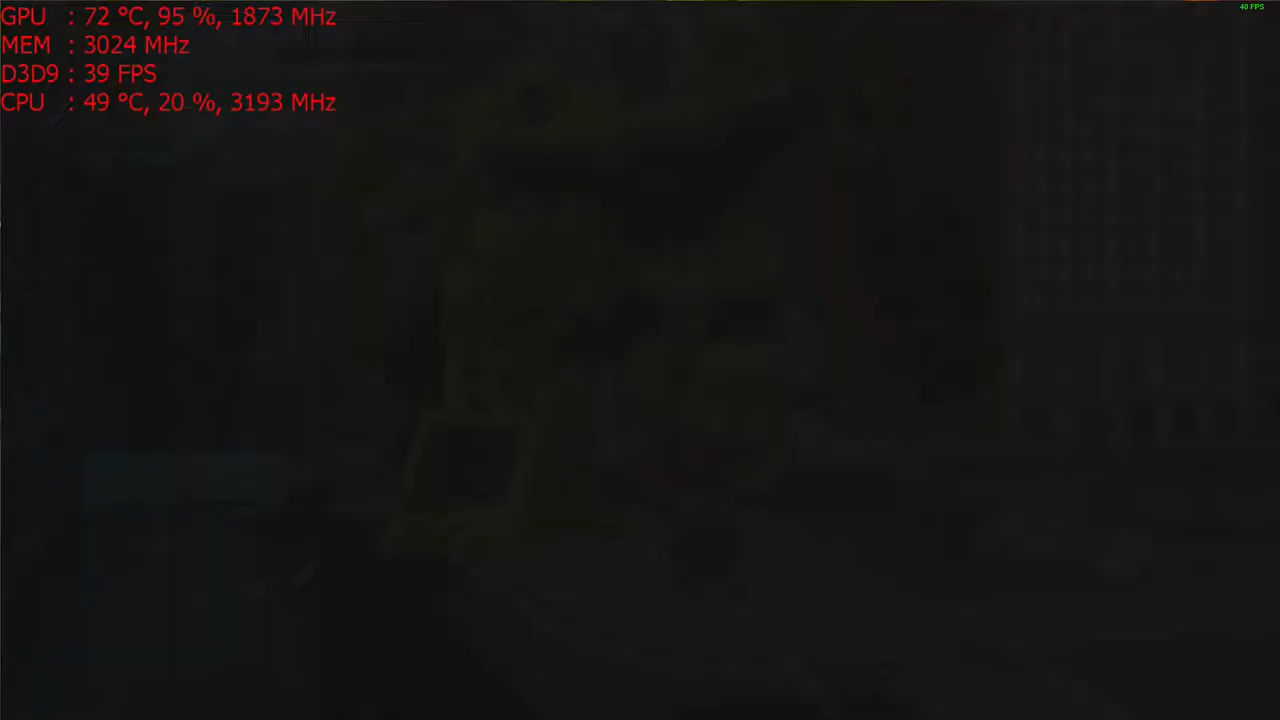 GPU : 72 °C, 95 %, 1873 MHz
40 FPS
MEM : 3024 MHz
D3D9 : 39 FPS
CPU : 49 °C, 20 %, 3193 MHz